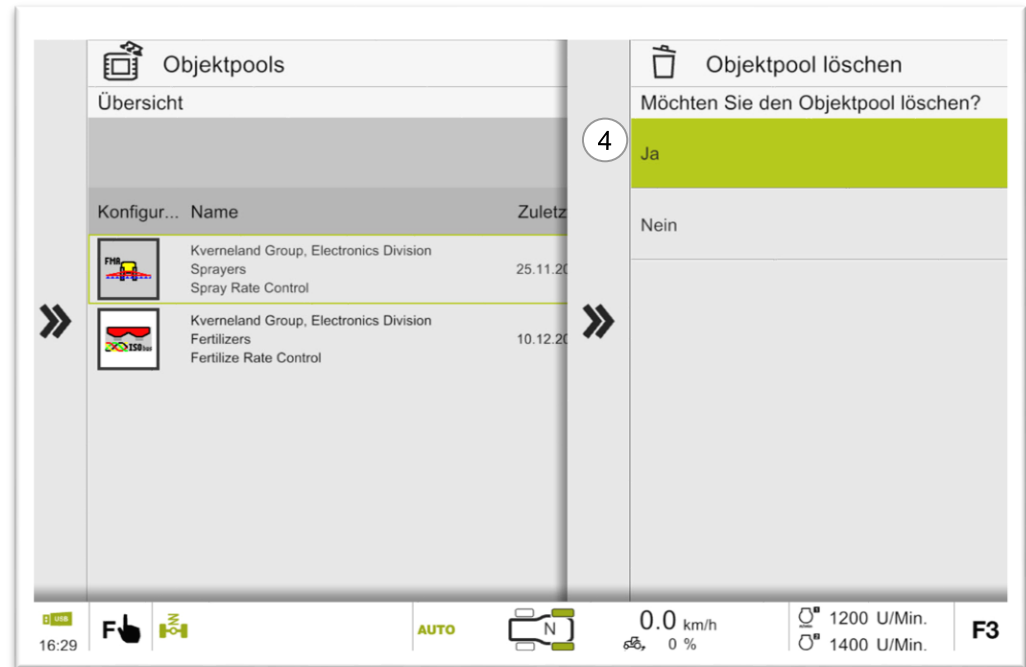 Objektpools
Übersicht
Konfigur... Name Zuletz
FMA
Kverneland Group, Electronics Division
Sprayers
Spray Rate Control
25.11.20
ISObus
Kverneland Group, Electronics Division
Fertilizers
Fertilize Rate Control
10.12.20
Objektpool löschen
Möchten Sie den Objektpool löschen?
4
Ja
Nein
USB
16:29
F
AUTO
N
0.0 km/h
0 %
1200 U/Min.
1400 U/Min.
F3